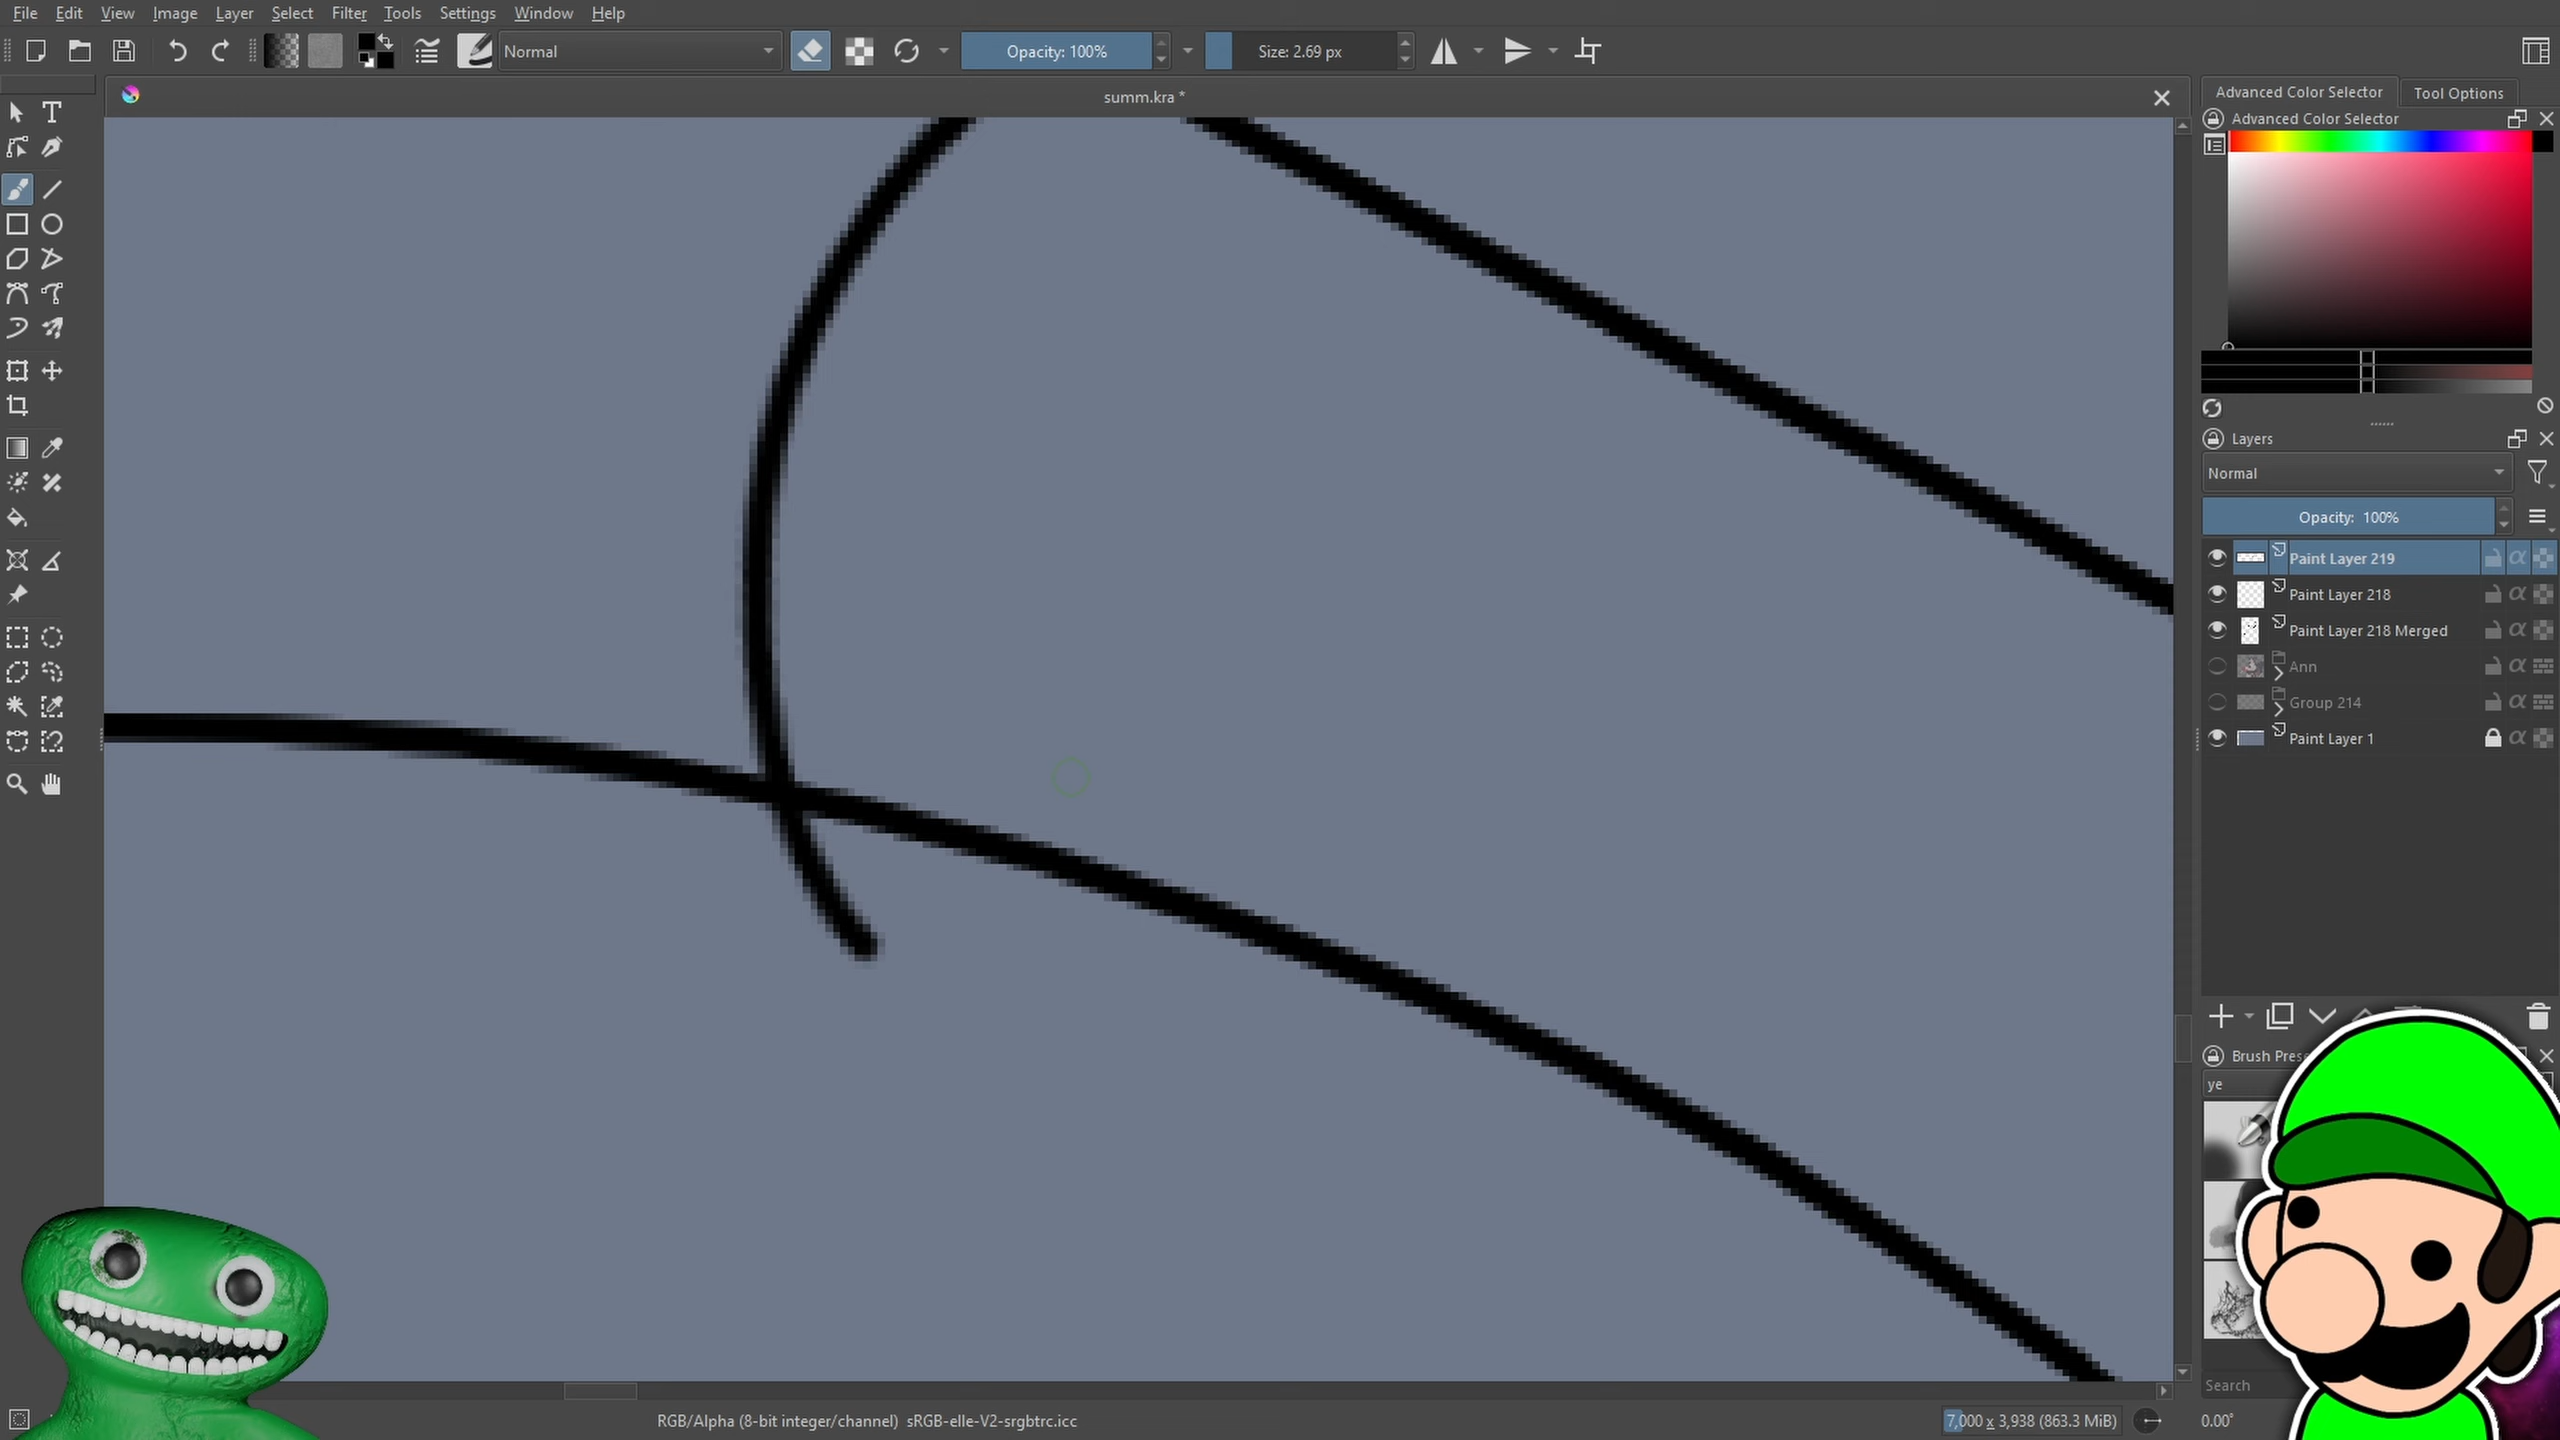 File Edit View Image Layer Select Filter Tools Settings Window Help
Normal
Opacity: 100%
Size: 2.69 px
summ.kra *
Advanced Color Selector
Tool Options
Advanced Color Selector
Layers
Normal
Opacity: 100%
Paint Layer 219
Paint Layer 218
Paint Layer 218 Merged
Ann
Group 214
Paint Layer 1
Brush Pres
ye
Search
RGB/Alpha (8-bit integer/channel) sRGB-elle-V2-srgbtrc.icc
7,000 x 3,938 (863.3 MiB)
0.00°